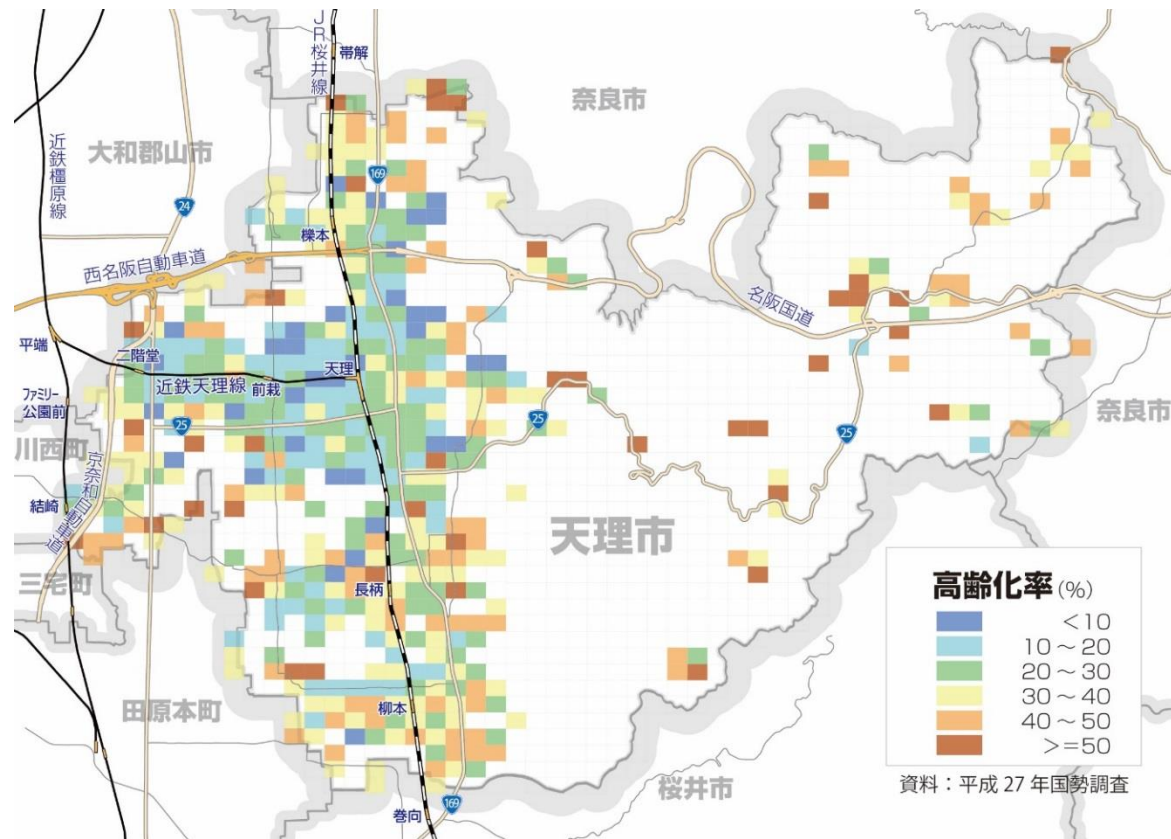 JR桜井線
帯解
奈良市
近鉄橿原線
大和郡山市
169
24
櫟本
西名阪自動車道
名阪国道
平端
二階堂
天理
近鉄天理線
前栽
ファミリー
公園前
25
25
25
奈良市
川西町
京奈和自動車道
結崎
天理市
三宅町
長柄
田原本町
柳本
桜井市
巻向
169
高齢化率(%)
<10
10~20
20~30
30~40
40~50
>=50
資料：平成27年国勢調査